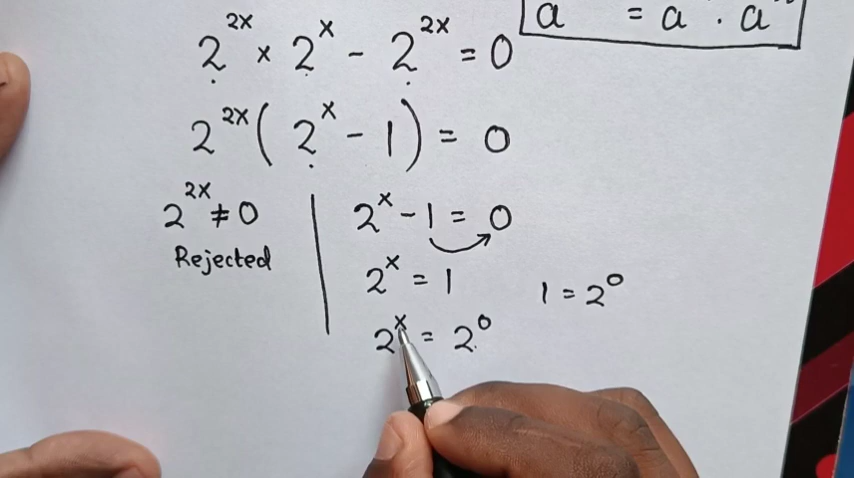 a = a · a
2^{2x} × 2^x - 2^{2x} = 0
2^{2x} ( 2^x - 1 ) = 0
2^{2x} ≠ 0
Rejected
2^x - 1 = 0
2^x = 1
1 = 2^0
2^x = 2^0